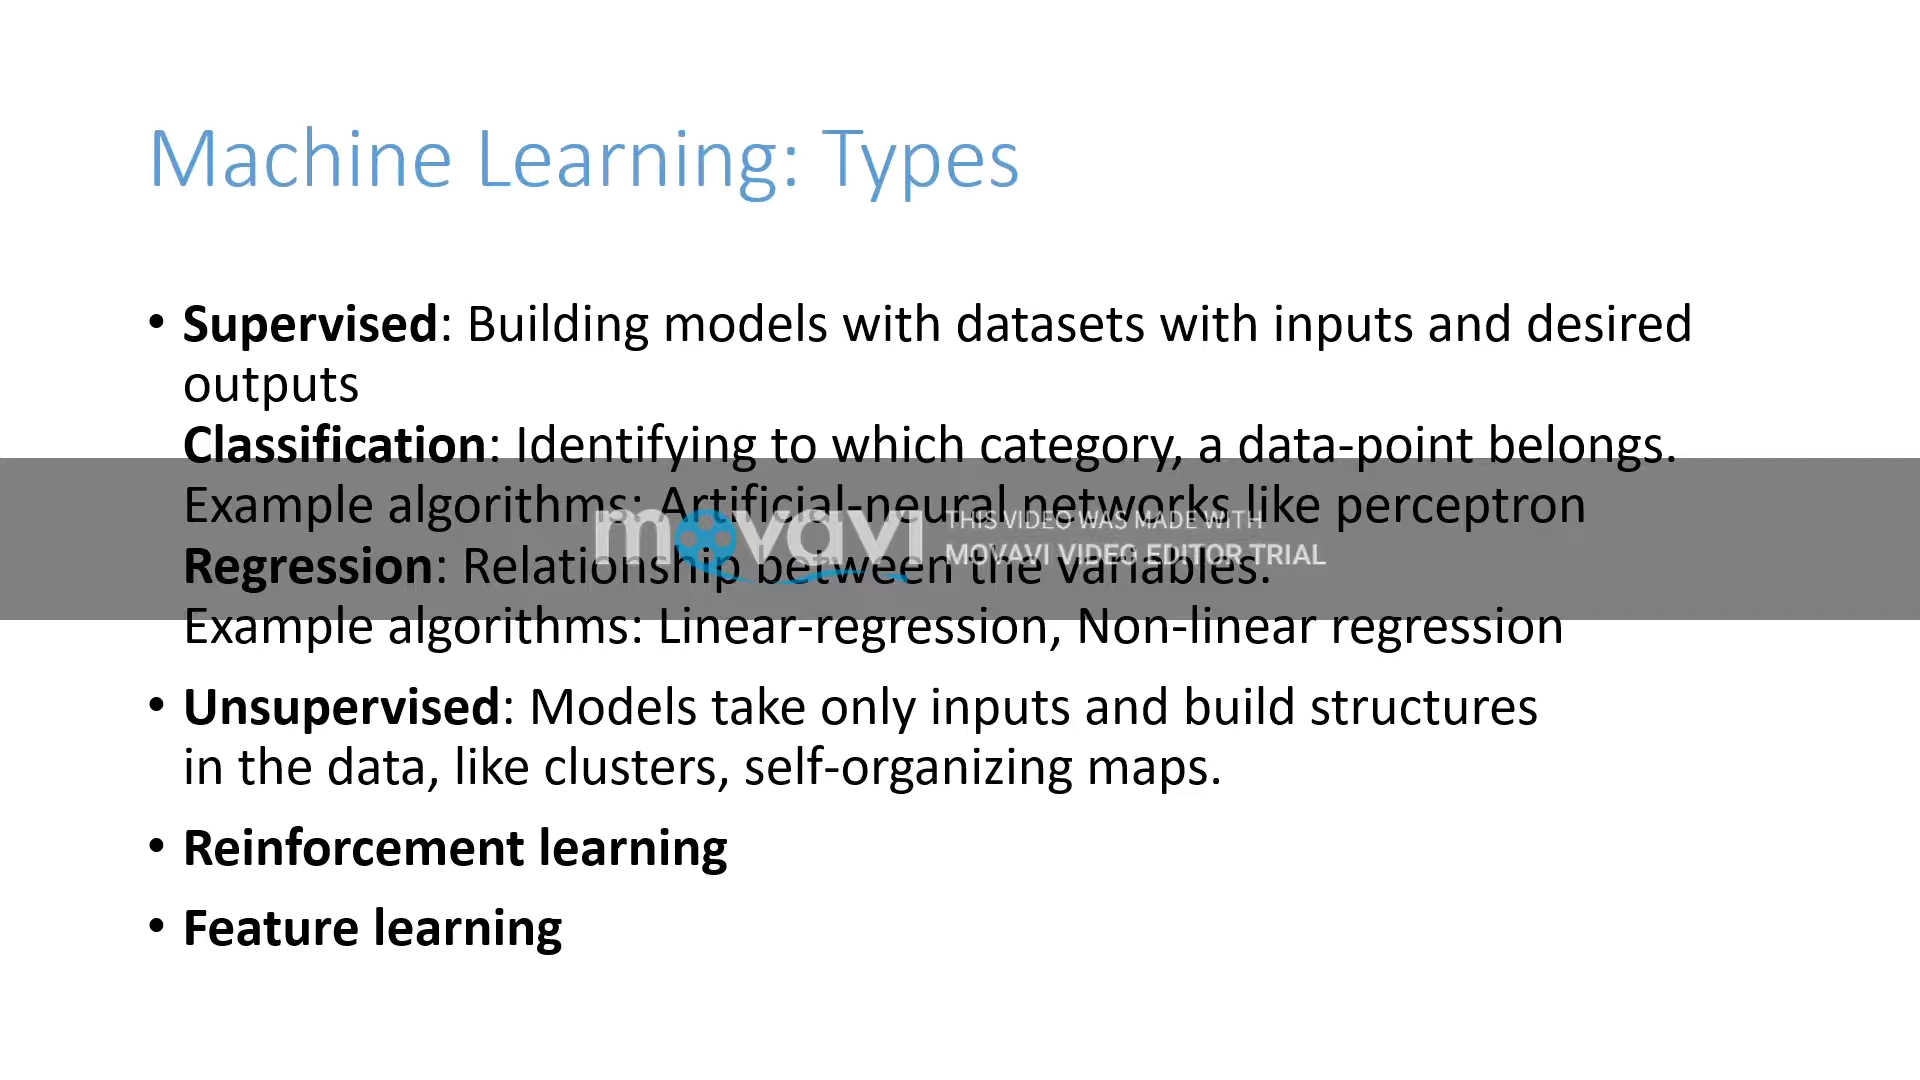 Machine Learning: Types
• Supervised: Building models with datasets with inputs and desired
outputs
Classification: Identifying to which category, a data-point belongs.
Example algorithms: Artificial-neural networks like perceptron
Regression: Relationship between the variables.
Example algorithms: Linear-regression, Non-linear regression
• Unsupervised: Models take only inputs and build structures
in the data, like clusters, self-organizing maps.
• Reinforcement learning
• Feature learning
movavi
THIS VIDEO WAS MADE WITH
MOVAVI VIDEO EDITOR TRIAL